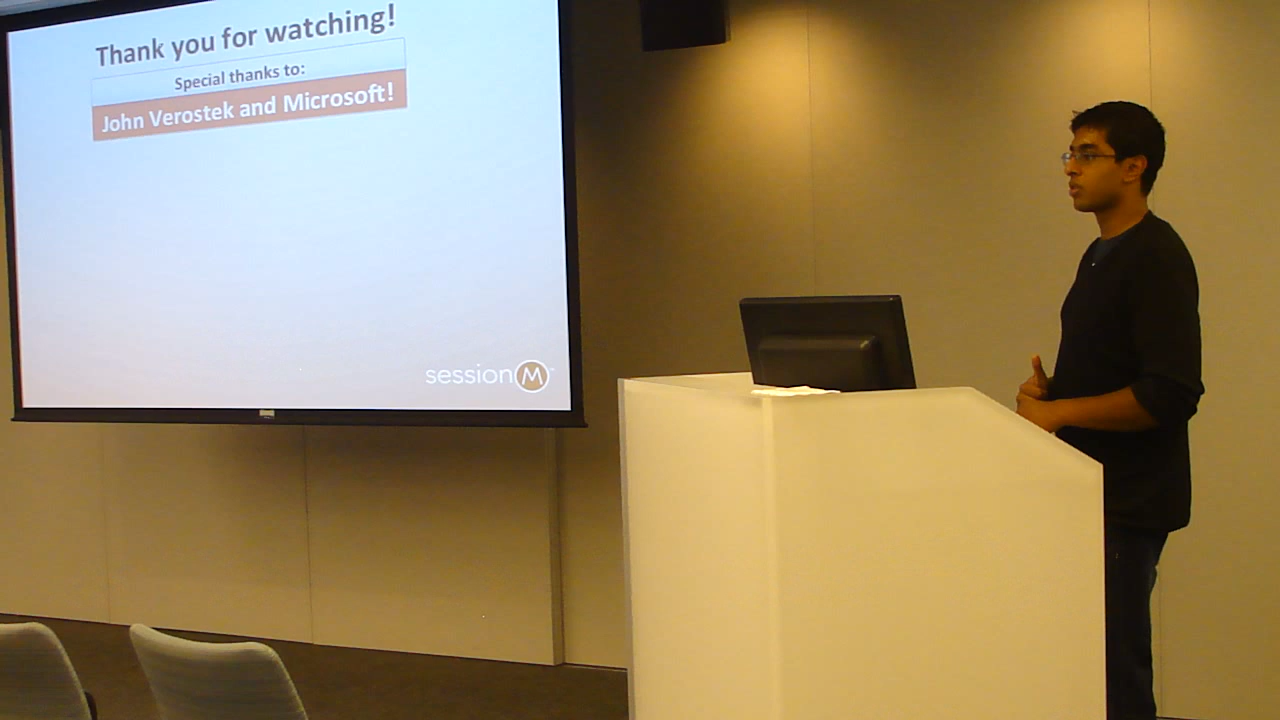 Thank you for watching!
Special thanks to:
John Verostek and Microsoft!
sessionM